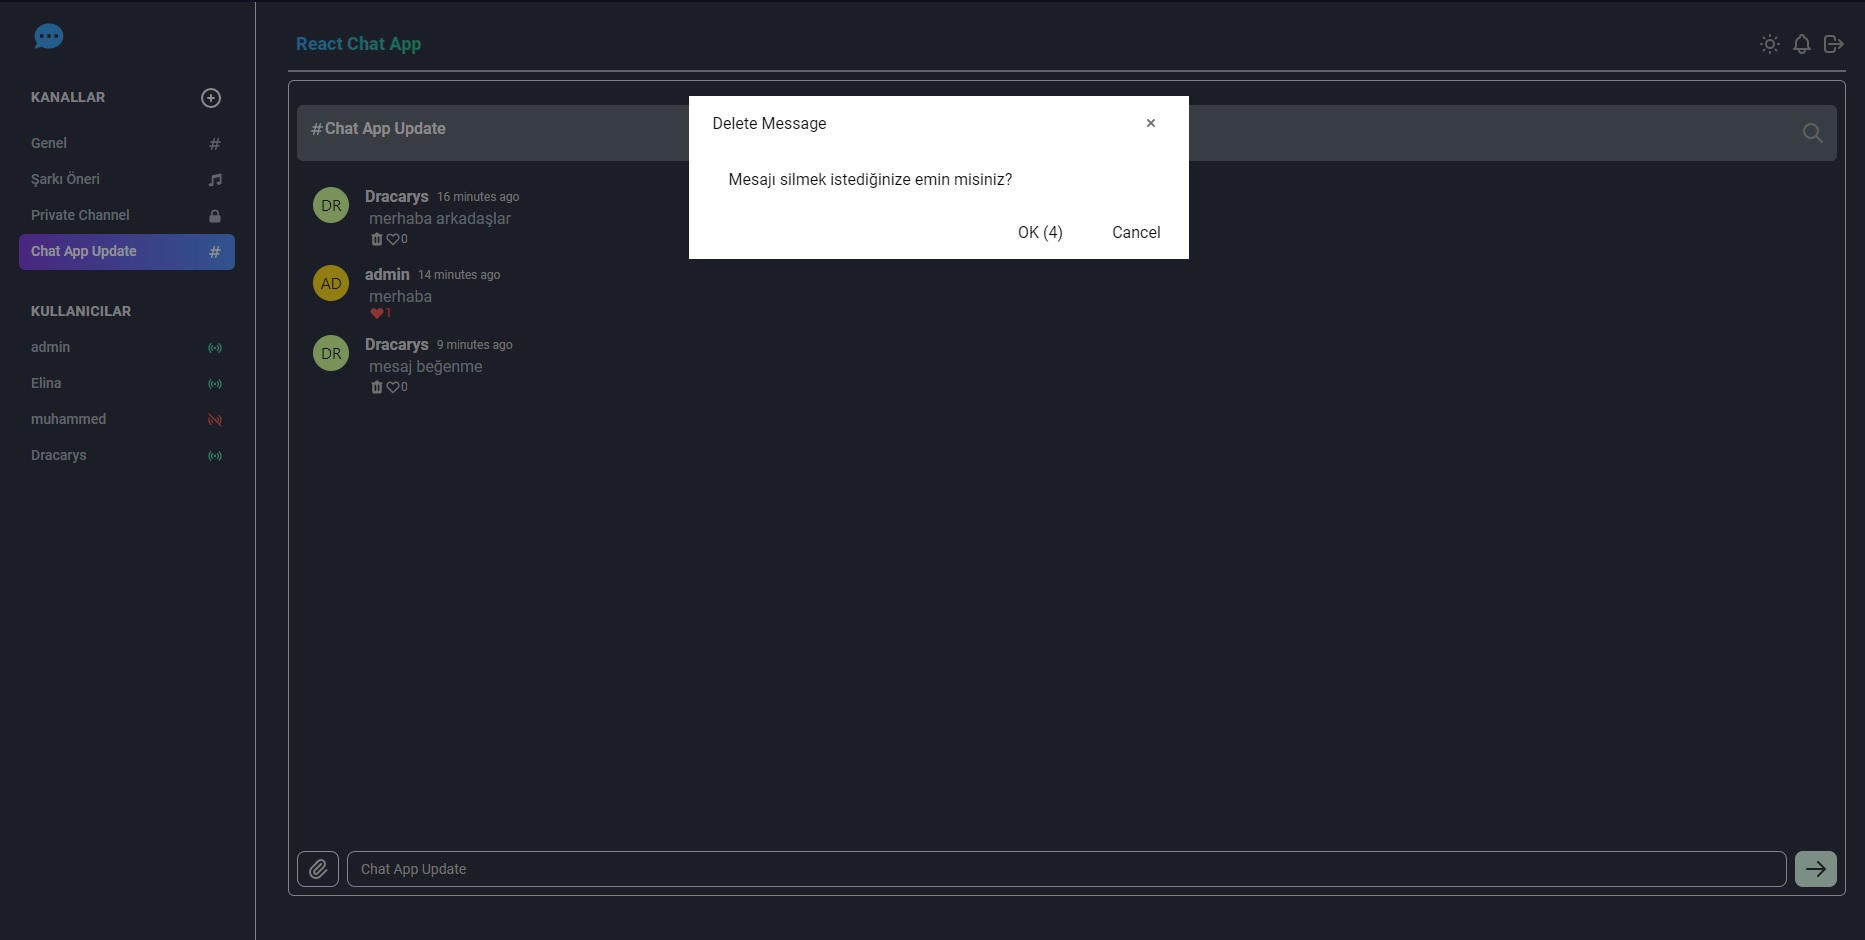 React Chat App
KANALLAR
Genel #
Şarkı Öneri
Private Channel
Chat App Update #
KULLANICILAR
admin
Elina
muhammed
Dracarys
#Chat App Update
Dracarys 16 minutes ago
merhaba arkadaşlar
0
admin 14 minutes ago
merhaba
1
Dracarys 9 minutes ago
mesaj beğenme
0
Delete Message ×
Mesajı silmek istediğinize emin misiniz?
OK (4) Cancel
Chat App Update
DR
AD
DR